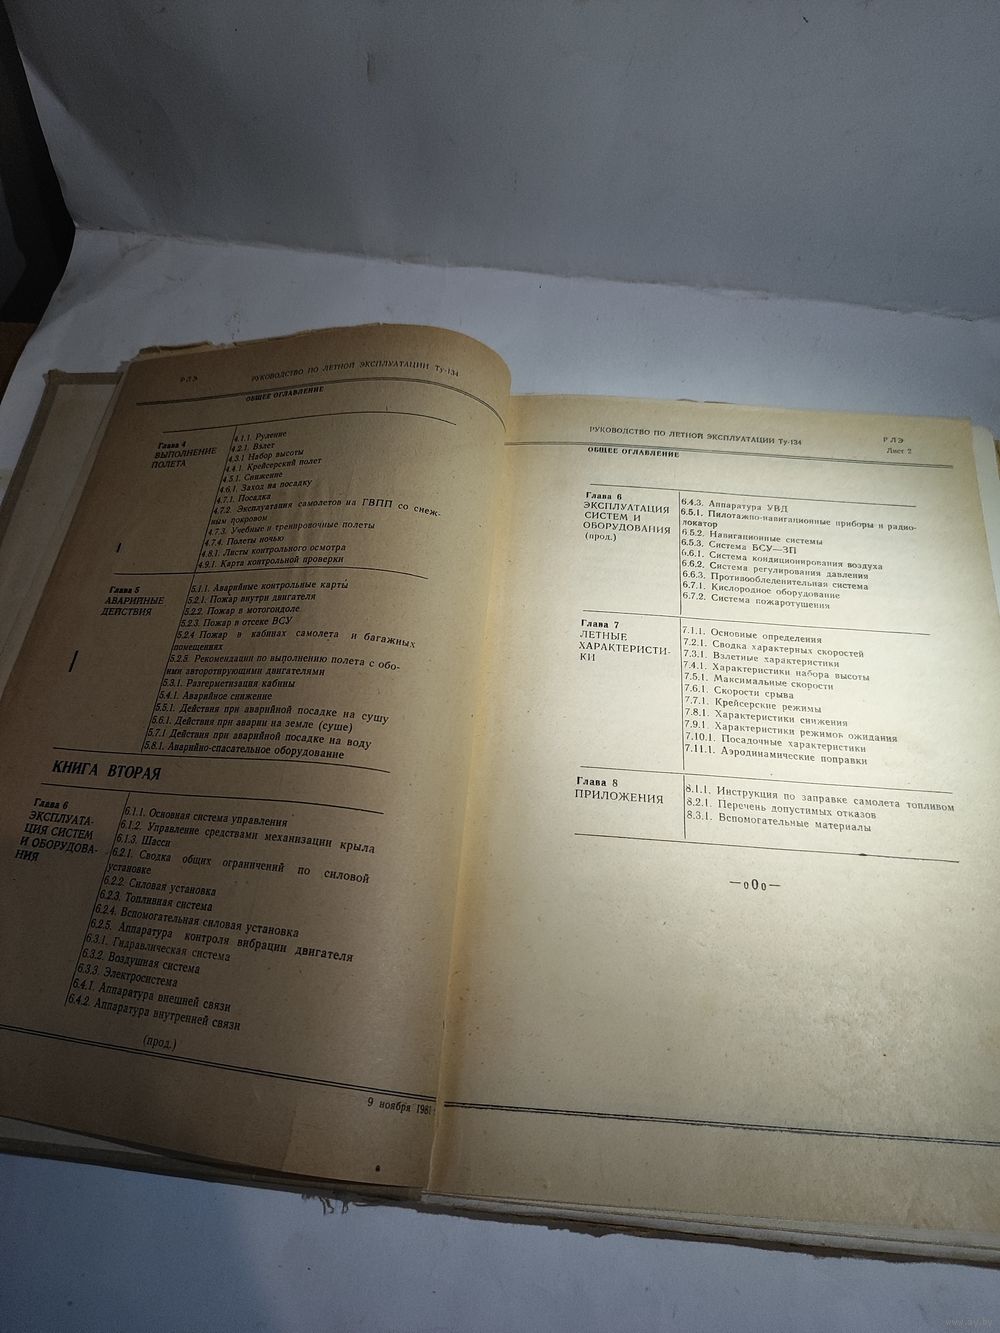 РЛЭ
РУКОВОДСТВО ПО ЛЕТНОЙ ЭКСПЛУАТАЦИИ Ту-134
ОБЩЕЕ ОГЛАВЛЕНИЕ
Глава 4
ВЫПОЛНЕНИЕ
ПОЛЕТА
4.1.1. Руление
4.2.1. Взлет
4.3.1 Набор высоты
4.4.1. Крейсерский полет
4.5.1. Снижение
4.6.1. Заход на посадку
4.7.1. Посадка
4.7.2. Эксплуатация самолетов на ГВПП со снеж-
ным покровом
4.7.3. Учебные и тренировочные полеты
4.7.4. Полеты ночью
4.8.1. Листы контрольного осмотра
4.9.1. Карта контрольной проверки
Глава 5
АВАРИЙНЫЕ
ДЕЙСТВИЯ
5.1.1. Аварийные контрольные карты
5.2.1. Пожар внутри двигателя
5.2.2. Пожар в мотогондоле
5.2.3. Пожар в отсеке ВСУ
5.2.4 Пожар в кабинах самолета и багажных
помещениях
5.2.5. Рекомендации по выполнению полета с обо-
ими авторотирующими двигателями
5.3.1. Разгерметизация кабины
5.4.1. Аварийное снижение
5.5.1. Действия при аварийной посадке на сушу
5.6.1. Действия при аварии на земле (суше)
5.7.1 Действия при аварийной посадке на воду
5.8.1. Аварийно-спасательное оборудование
КНИГА ВТОРАЯ
Глава 6
ЭКСПЛУАТА-
ЦИЯ СИСТЕМ
И ОБОРУДОВА-
НИЯ
6.1.1. Основная система управления
6.1.2. Управление средствами механизации крыла
6.1.3. Шасси
6.2.1. Сводка общих ограничений по силовой
установке
6.2.2. Силовая установка
6.2.3. Топливная система
6.2.4. Вспомогательная силовая установка
6.2.5. Аппаратура контроля вибрации двигателя
6.3.1. Гидравлическая система
6.3.2. Воздушная система
6.3.3. Электросистема
6.4.1. Аппаратура внешней связи
6.4.2. Аппаратура внутренней связи
(прод.)
9 ноября 1981
6
РУКОВОДСТВО ПО ЛЕТНОЙ ЭКСПЛУАТАЦИИ Ту-134
РЛЭ
ОБЩЕЕ ОГЛАВЛЕНИЕ
Лист 2
Глава 6
ЭКСПЛУАТАЦИЯ
СИСТЕМ И
ОБОРУДОВАНИЯ
(прод.)
6.4.3. Аппаратура УВД
6.5.1. Пилотажно-навигационные приборы и радио-
локатор
6.5.2. Навигационные системы
6.5.3. Система БСУ—ЗП
6.6.1. Система кондиционирования воздуха
6.6.2. Система регулирования давления
6.6.3. Противообледенительная система
6.7.1. Кислородное оборудование
6.7.2. Система пожаротушения
Глава 7
ЛЕТНЫЕ
ХАРАКТЕРИСТИ-
КИ
7.1.1. Основные определения
7.2.1. Сводка характерных скоростей
7.3.1. Взлетные характеристики
7.4.1. Характеристики набора высоты
7.5.1. Максимальные скорости
7.6.1. Скорости срыва
7.7.1. Крейсерские режимы
7.8.1. Характеристики снижения
7.9.1. Характеристики режимов ожидания
7.10.1. Посадочные характеристики
7.11.1. Аэродинамические поправки
Глава 8
ПРИЛОЖЕНИЯ
8.1.1. Инструкция по заправке самолета топливом
8.2.1. Перечень допустимых отказов
8.3.1. Вспомогательные материалы
—оОо—
www.ay.by